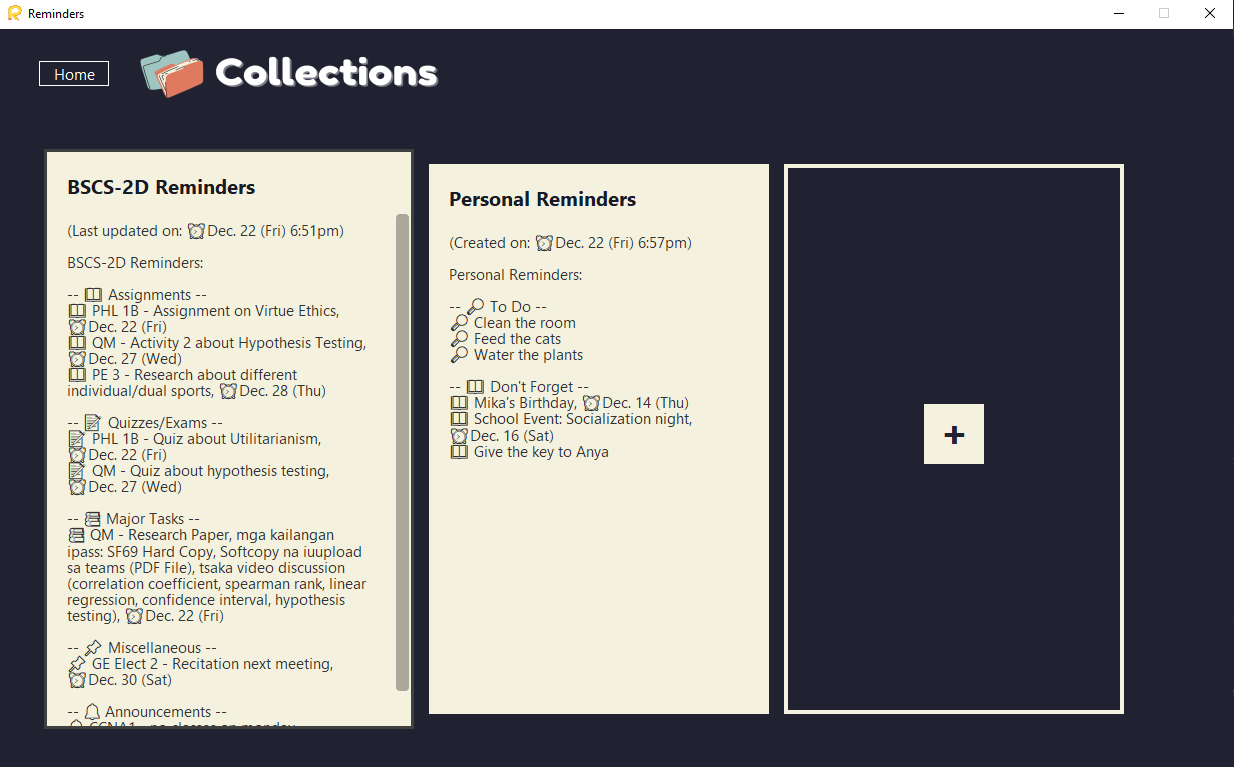 Reminders
Home
Collections
BSCS-2D Reminders
(Last updated on: ⏰Dec. 22 (Fri) 6:51pm)
BSCS-2D Reminders:
-- 📖 Assignments --
📖 PHL 1B - Assignment on Virtue Ethics,
⏰Dec. 22 (Fri)
📖 QM - Activity 2 about Hypothesis Testing,
⏰Dec. 27 (Wed)
📖 PE 3 - Research about different
individual/dual sports, ⏰Dec. 28 (Thu)
-- 📝 Quizzes/Exams --
📝 PHL 1B - Quiz about Utilitarianism,
⏰Dec. 22 (Fri)
📝 QM - Quiz about hypothesis testing,
⏰Dec. 27 (Wed)
-- 📚 Major Tasks --
📚 QM - Research Paper, mga kailangan
ipass: SF69 Hard Copy, Softcopy na iuupload
sa teams (PDF File), tsaka video discussion
(correlation coefficient, spearman rank, linear
regression, confidence interval, hypothesis
testing), ⏰Dec. 22 (Fri)
-- 📌 Miscellaneous --
📌 GE Elect 2 - Recitation next meeting,
⏰Dec. 30 (Sat)
-- 🔔 Announcements --
🔔 CCNA1 - no classes on monday
Personal Reminders
(Created on: ⏰Dec. 22 (Fri) 6:57pm)
Personal Reminders:
-- 🔎 To Do --
🔎 Clean the room
🔎 Feed the cats
🔎 Water the plants
-- 📖 Don't Forget --
📖 Mika's Birthday, ⏰Dec. 14 (Thu)
📖 School Event: Socialization night,
⏰Dec. 16 (Sat)
📖 Give the key to Anya
+